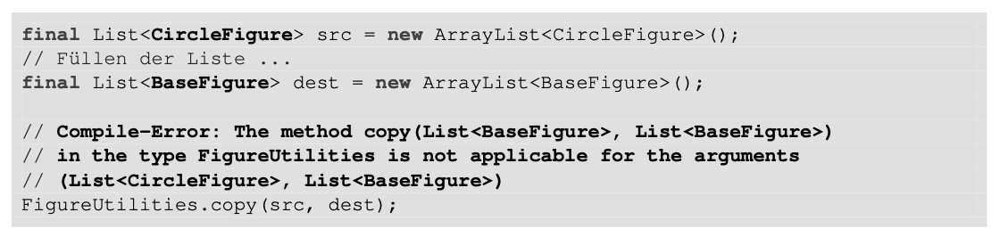 final List<CircleFigure> src = new ArrayList<CircleFigure>();
// Füllen der Liste ...
final List<BaseFigure> dest = new ArrayList<BaseFigure>();
// Compile-Error: The method copy(List<BaseFigure>, List<BaseFigure>)
// in the type FigureUtilities is not applicable for the arguments
// (List<CircleFigure>, List<BaseFigure>)
FigureUtilities.copy(src, dest);